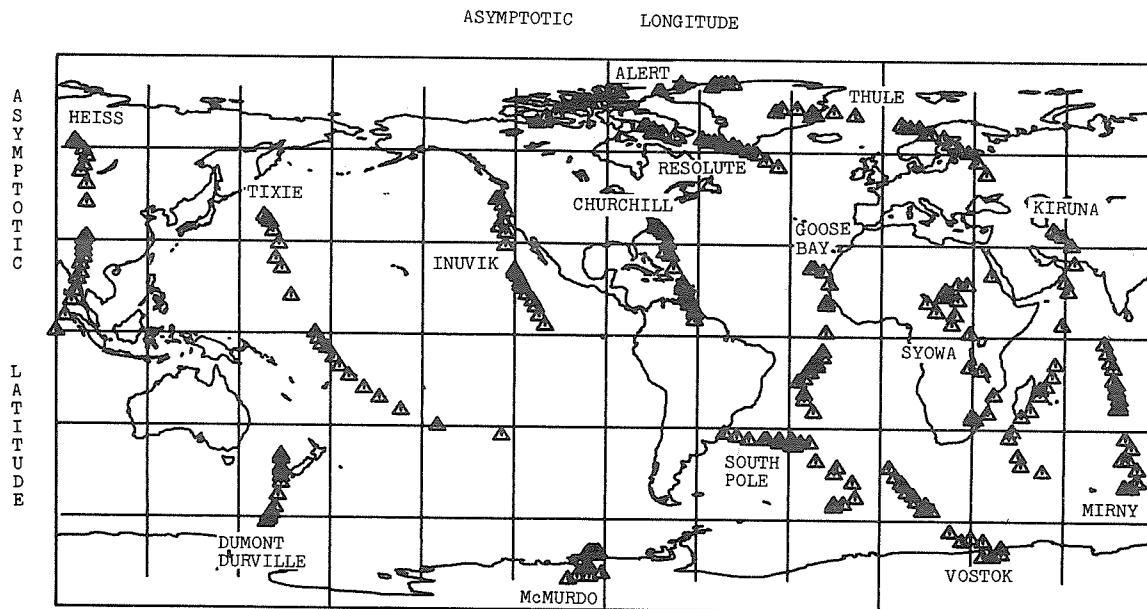 ASYMPTOTIC LONGITUDE
ASYMPTOTIC LATITUDE
ALERT
THULE
HEISS
RESOLUTE
TIXIE
CHURCHILL
KIRUNA
GOOSE
BAY
INUVIK
SYOWA
SOUTH
POLE
MIRNY
DUMONT
DURVILLE
VOSTOK
McMURDO